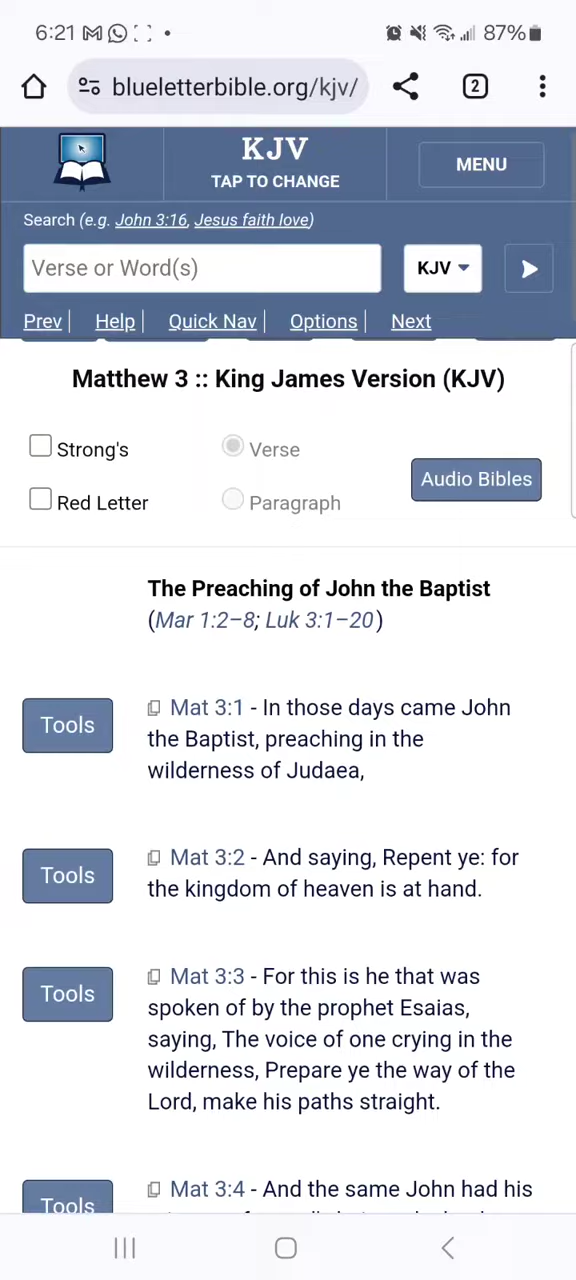 6:21
87%
blueletterbible.org/kjv/
2
KJV
TAP TO CHANGE
MENU
Search (e.g. John 3:16, Jesus faith love)
Verse or Word(s)
KJV
Prev | Help | Quick Nav | Options | Next
Matthew 3 :: King James Version (KJV)
Strong's
Verse
Audio Bibles
Red Letter
Paragraph
The Preaching of John the Baptist
(Mar 1:2–8; Luk 3:1–20)
Tools
Mat 3:1 - In those days came John
the Baptist, preaching in the
wilderness of Judaea,
Tools
Mat 3:2 - And saying, Repent ye: for
the kingdom of heaven is at hand.
Tools
Mat 3:3 - For this is he that was
spoken of by the prophet Esaias,
saying, The voice of one crying in the
wilderness, Prepare ye the way of the
Lord, make his paths straight.
Tools
Mat 3:4 - And the same John had his